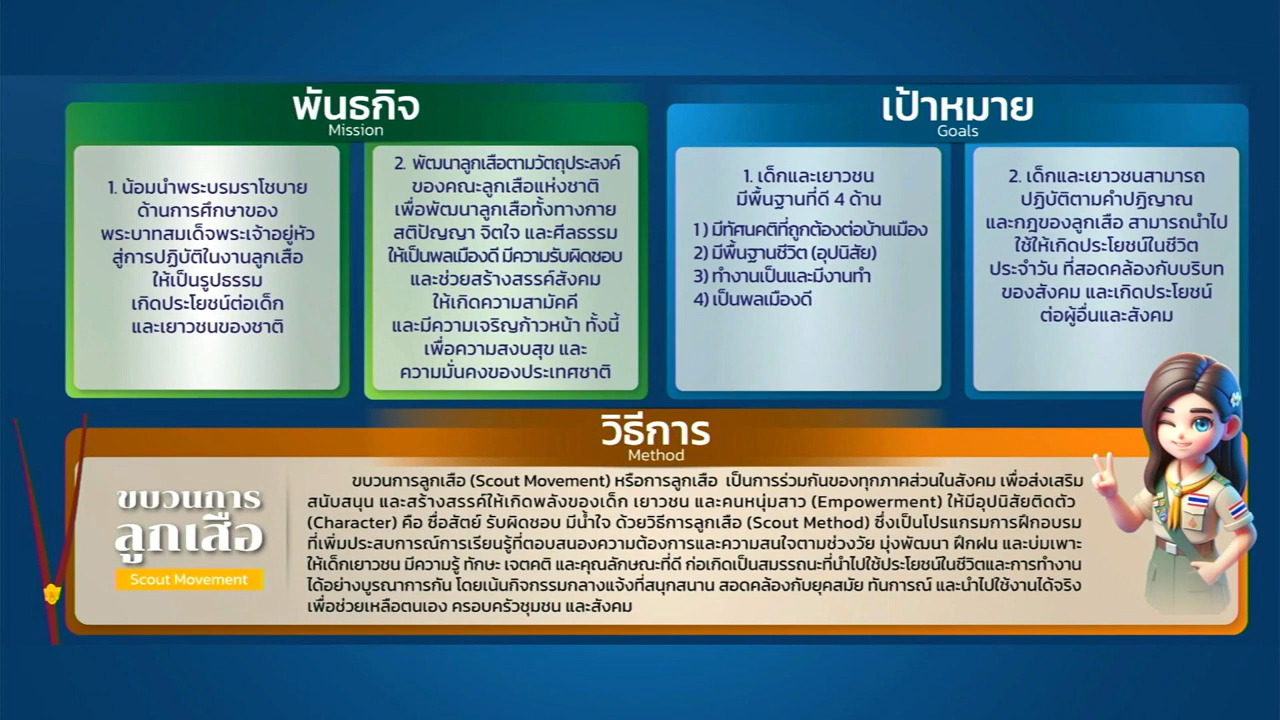 พันธกิจ
Mission
1. น้อมนำพระบรมราโชบาย
ด้านการศึกษาของ
พระบาทสมเด็จพระเจ้าอยู่หัว
สู่การปฏิบัติในงานลูกเสือ
ให้เป็นรูปธรรม
เกิดประโยชน์ต่อเด็ก
และเยาวชนของชาติ
2. พัฒนาลูกเสือตามวัตถุประสงค์
ของคณะลูกเสือแห่งชาติ
เพื่อพัฒนาลูกเสือทั้งทางกาย
สติปัญญา จิตใจ และศีลธรรม
ให้เป็นพลเมืองดี มีความรับผิดชอบ
และช่วยสร้างสรรค์สังคม
ให้เกิดความสามัคคี
และมีความเจริญก้าวหน้า ทั้งนี้
เพื่อความสงบสุข และ
ความมั่นคงของประเทศชาติ
เป้าหมาย
Goals
1. เด็กและเยาวชน
มีพื้นฐานที่ดี 4 ด้าน
1) มีทัศนคติที่ถูกต้องต่อบ้านเมือง
2) มีพื้นฐานชีวิต (อุปนิสัย)
3) ทำงานเป็นและมีงานทำ
4) เป็นพลเมืองดี
2. เด็กและเยาวชนสามารถ
ปฏิบัติตามคำปฏิญาณ
และกฎของลูกเสือ สามารถนำไป
ใช้ให้เกิดประโยชน์ในชีวิต
ประจำวัน ที่สอดคล้องกับบริบท
ของสังคม และเกิดประโยชน์
ต่อผู้อื่นและสังคม
วิธีการ
Method
ขบวนการ
ลูกเสือ
Scout Movement
ขบวนการลูกเสือ (Scout Movement) หรือการลูกเสือ เป็นการร่วมกันของทุกภาคส่วนในสังคม เพื่อส่งเสริม
สนับสนุน และสร้างสรรค์ให้เกิดพลังของเด็ก เยาวชน และคนหนุ่มสาว (Empowerment) ให้มีอุปนิสัยติดตัว
(Character) คือ ซื่อสัตย์ รับผิดชอบ มีน้ำใจ ด้วยวิธีการลูกเสือ (Scout Method) ซึ่งเป็นโปรแกรมการฝึกอบรม
ที่เพิ่มประสบการณ์การเรียนรู้ที่ตอบสนองความต้องการและความสนใจตามช่วงวัย มุ่งพัฒนา ฝึกฝน และบ่มเพาะ
ให้เด็กเยาวชน มีความรู้ ทักษะ เจตคติ และคุณลักษณะที่ดี ก่อเกิดเป็นสมรรถนะที่นำไปใช้ประโยชน์ในชีวิตและการทำงาน
ได้อย่างบูรณาการกัน โดยเน้นกิจกรรมกลางแจ้งที่สนุกสนาน สอดคล้องกับยุคสมัย ทันการณ์ และนำไปใช้งานได้จริง
เพื่อช่วยเหลือตนเอง ครอบครัวชุมชน และสังคม